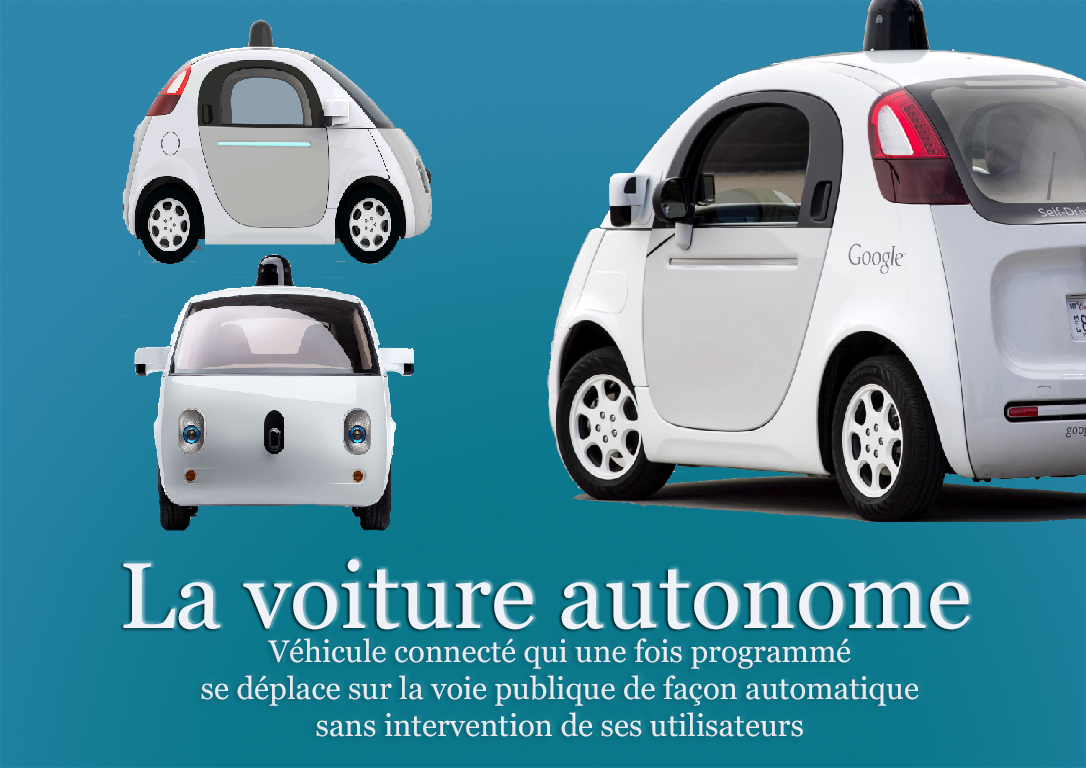 Google
La voiture autonome
Véhicule connecté qui une fois programmé
se déplace sur la voie publique de façon automatique
sans intervention de ses utilisateurs